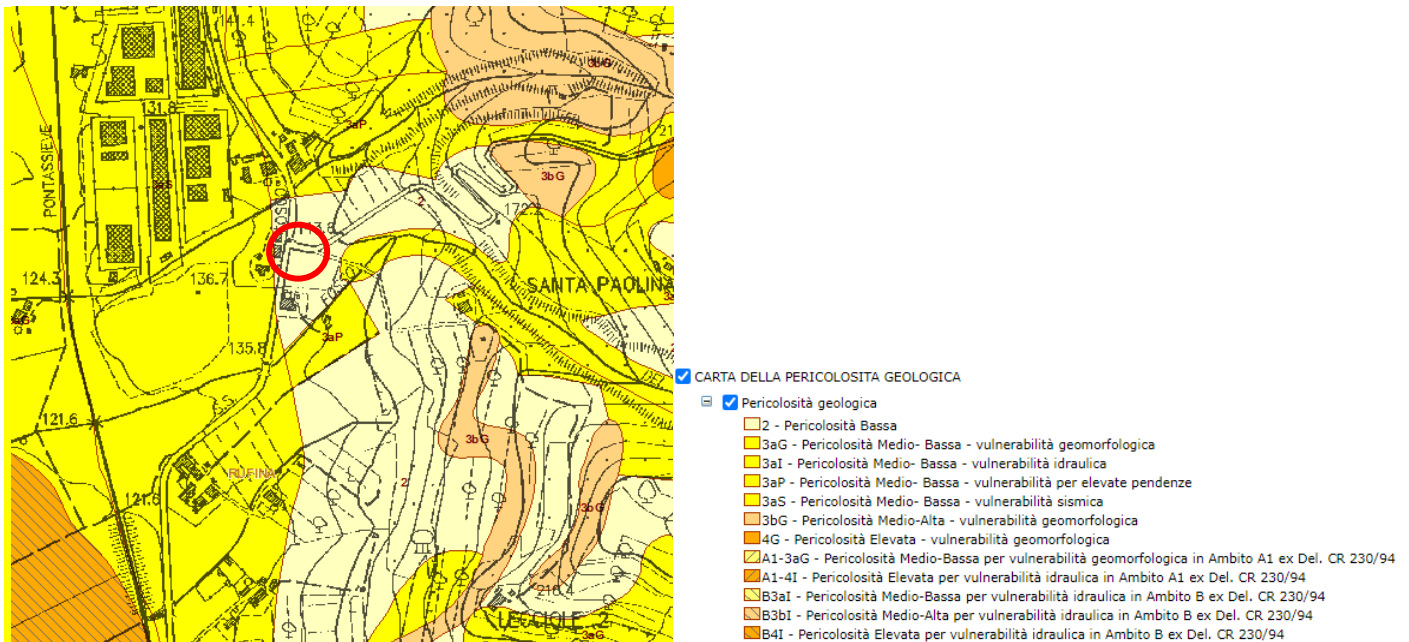 141.4
3bG
131.8
3aP
21
PONTASSIEVE
3aS
3bG
2
172.2
124.3
136.7
SANTA PAOLINA
3aP
135.8
S.S.
121.6
3bG
RUFINA
121.6
2
3bG
216.4
LECCIOLE
2
3aG
CARTA DELLA PERICOLOSITA GEOLOGICA
Pericolosità geologica
2 - Pericolosità Bassa
3aG - Pericolosità Medio- Bassa - vulnerabilità geomorfologica
3aI - Pericolosità Medio- Bassa - vulnerabilità idraulica
3aP - Pericolosità Medio- Bassa - vulnerabilità per elevate pendenze
3aS - Pericolosità Medio- Bassa - vulnerabilità sismica
3bG - Pericolosità Medio-Alta - vulnerabilità geomorfologica
4G - Pericolosità Elevata - vulnerabilità geomorfologica
A1-3aG - Pericolosità Medio-Bassa per vulnerabilità geomorfologica in Ambito A1 ex Del. CR 230/94
A1-4I - Pericolosità Elevata per vulnerabilità idraulica in Ambito A1 ex Del. CR 230/94
B3aI - Pericolosità Medio-Bassa per vulnerabilità idraulica in Ambito B ex Del. CR 230/94
B3bI - Pericolosità Medio-Alta per vulnerabilità idraulica in Ambito B ex Del. CR 230/94
B4I - Pericolosità Elevata per vulnerabilità idraulica in Ambito B ex Del. CR 230/94